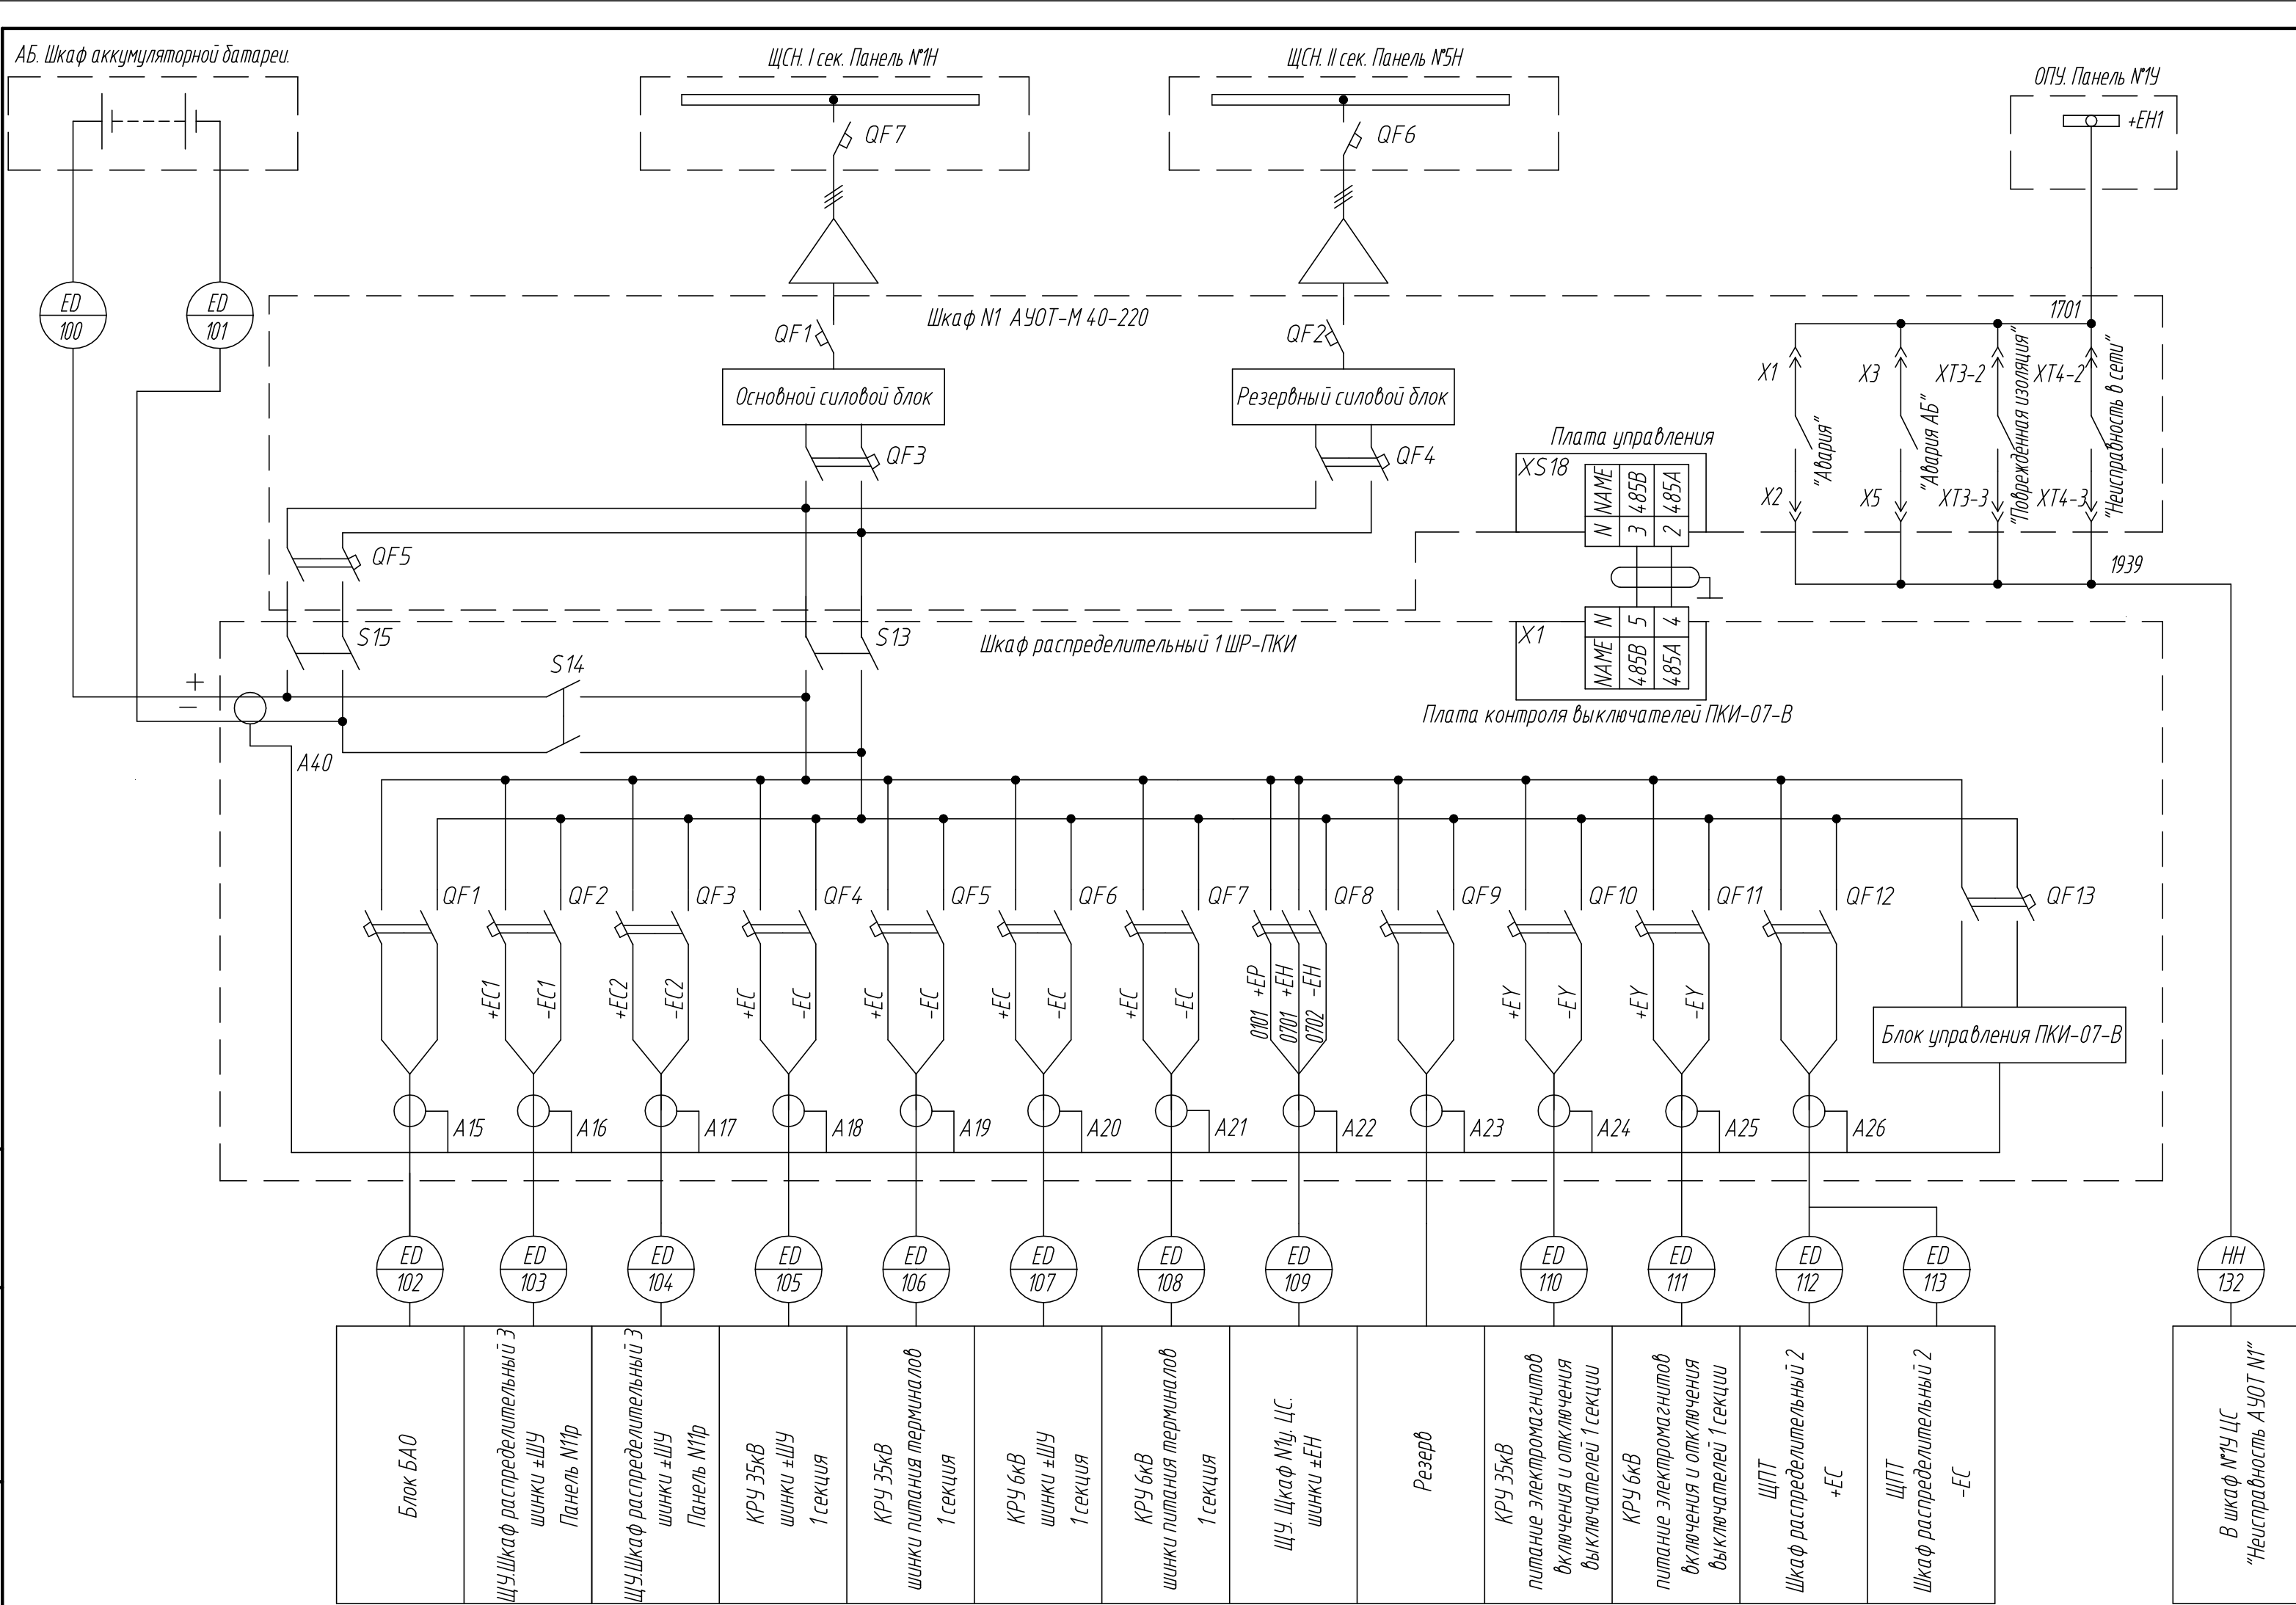 АБ. Шкаф аккумуляторной батареи.
ЩСН. I сек. Панель №1Н
ЩСН. II сек. Панель №5Н
ОПУ. Панель №1У
+ЕН1
QF7
QF6
ED
100
ED
101
Шкаф N1 АУОТ-М 40-220
QF1
QF2
Основной силовой блок
Резервный силовой блок
QF3
QF4
QF5
1701
X1
X3
XT3-2
XT4-2
"Авария"
"Авария АБ"
"Поврежденная изоляция"
"Неисправность в сети"
X2
X5
XT3-3
XT4-3
1939
Плата управления
XS18
N NAME
3 485B
2 485A
X1
NAME N
485B 5
485A 4
Плата контроля выключателей ПКИ-07-В
Шкаф распределительный 1 ШР-ПКИ
S15
S13
S14
+
−
A40
QF1
QF2
QF3
QF4
QF5
QF6
QF7
QF8
QF9
QF10
QF11
QF12
QF13
+EC1
-EC1
+EC2
-EC2
+EC
-EC
+EC
-EC
+EC
-EC
+EC
-EC
0101 +EP
0701 +EH
0702 -EH
+EY
-EY
+EY
-EY
Блок управления ПКИ-07-В
A15
A16
A17
A18
A19
A20
A21
A22
A23
A24
A25
A26
ED
102
ED
103
ED
104
ED
105
ED
106
ED
107
ED
108
ED
109
ED
110
ED
111
ED
112
ED
113
HH
132
Блок БАО
ЩУ.Шкаф распределительный 3
шинки ±ШУ
Панель N11р
ЩУ.Шкаф распределительный 3
шинки ±ШУ
Панель N11р
КРУ 35кВ
шинки ±ШУ
1 секция
КРУ 35кВ
шинки питания терминалов
1 секция
КРУ 6кВ
шинки ±ШУ
1 секция
КРУ 6кВ
шинки питания терминалов
1 секция
ЩУ. Шкаф N1у. ЦС.
шинки ±ЕН
Резерв
КРУ 35кВ
питание электромагнитов
включения и отключения
выключателей 1 секции
КРУ 6кВ
питание электромагнитов
включения и отключения
выключателей 1 секции
ЩПТ
Шкаф распределительный 2
+ЕС
ЩПТ
Шкаф распределительный 2
-ЕС
В шкаф №1У ЦС
"Неисправность АУОТ N1"